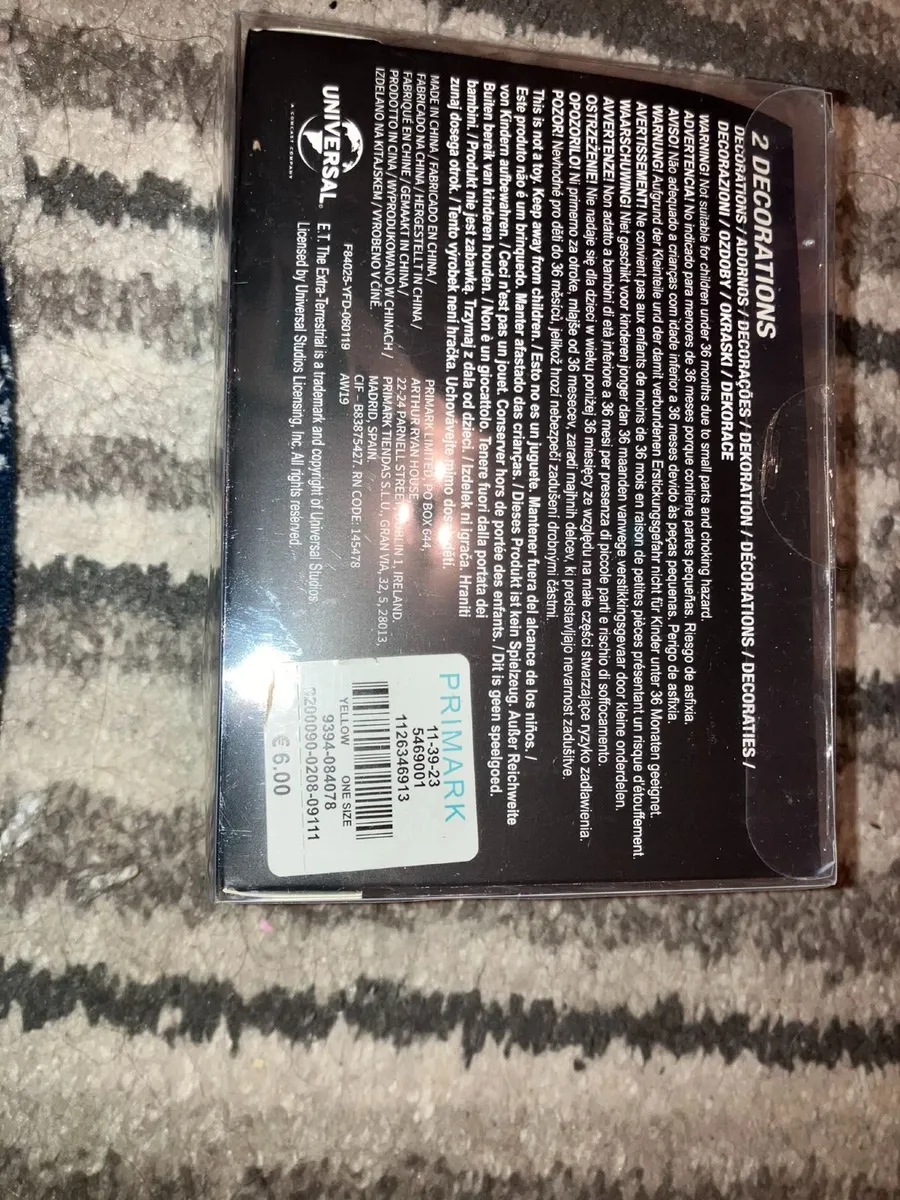 2 DECORATIONS
DECORATIONS / ADORNOS / DECORAÇÕES / DEKORATION / DÉCORATIONS / DECORATIES /
DECORAZIONI / OZDOBY / OKRASKI / DEKORACE
WARNING! Not suitable for children under 36 months due to small parts and choking hazard.
ADVERTENCIA! No indicado para menores de 36 meses porque contiene partes pequeñas. Riesgo de asfixia.
AVISO! Não adequado a crianças com idade inferior a 36 meses devido às peças pequenas. Perigo de asfixia.
WARNUNG! Aufgrund der Kleinteile und der damit verbundenen Erstickungsgefahr nicht für Kinder unter 36 Monaten geeignet.
AVERTISSEMENT! Ne convient pas aux enfants de moins de 36 mois en raison de petites pièces présentant un risque d'étouffement.
WAARSCHUWING! Niet geschikt voor kinderen jonger dan 36 maanden vanwege verstikkingsgevaar door kleine onderdelen.
AVVERTENZE! Non adatto a bambini di età inferiore a 36 mesi per presenza di piccole parti e rischio di soffocamento.
OSTRZEŻENIE! Nie nadaje się dla dzieci w wieku poniżej 36 miesięcy ze względu na małe części stwarzające ryzyko zadławienia.
OPOZORILO! Ni primerno za otroke, mlajše od 36 mesecev, zaradi majhnih delcev, ki predstavljajo nevarnost zadušitve.
POZOR! Nevhodné pro děti do 36 měsíců, jelikož hrozí nebezpečí zadušení drobnými částmi.
This is not a toy. Keep away from children. / Esto no es un juguete. Mantener fuera del alcance de los niños. /
Este produto não é um brinquedo. Manter afastado das crianças. / Dieses Produkt ist kein Spielzeug. Außer Reichweite
von Kindern aufbewahren. / Ceci n'est pas un jouet. Conserver hors de portée des enfants. / Dit is geen speelgoed.
Buiten bereik van kinderen houden. / Non è un giocattolo. Tenere fuori dalla portata dei
bambini. / Produkt nie jest zabawką. Trzymaj z dala od dzieci. / Izdelek ni igrača. Hraniti
zunaj dosega otrok. / Tento výrobek není hračka. Uchovávejte mimo dosah dětí.
MADE IN CHINA / FABRICADO EN CHINA /
FABRICADO NA CHINA / HERGESTELLT IN CHINA /
FABRIQUÉ EN CHINE / GEMAAKT IN CHINA /
PRODOTTO IN CINA / WYPRODUKOWANO W CHINACH /
IZDELANO NA KITAJSKEM / VYROBENO V ČÍNĚ
PRIMARK LIMITED, PO BOX 644,
ARTHUR RYAN HOUSE
22-24 PARNELL STREET, DUBLIN 1, IRELAND.
PRIMARK TIENDAS S.L.U., GRAN VIA, 32, 5, 28013,
MADRID, SPAIN.
CIF - B83875427. RN CODE: 145478
F84025-YFD-060119 AW19
UNIVERSAL
A COMCAST COMPANY
E.T. The Extra-Terrestrial is a trademark and copyright of Universal Studios
Licensed by Universal Studios Licensing, Inc. All rights reserved.
PRIMARK
11-39-23
5469001
1126346913
YELLOW ONE SIZE
9394-084078
0200090-0208-09111
€ 6.00